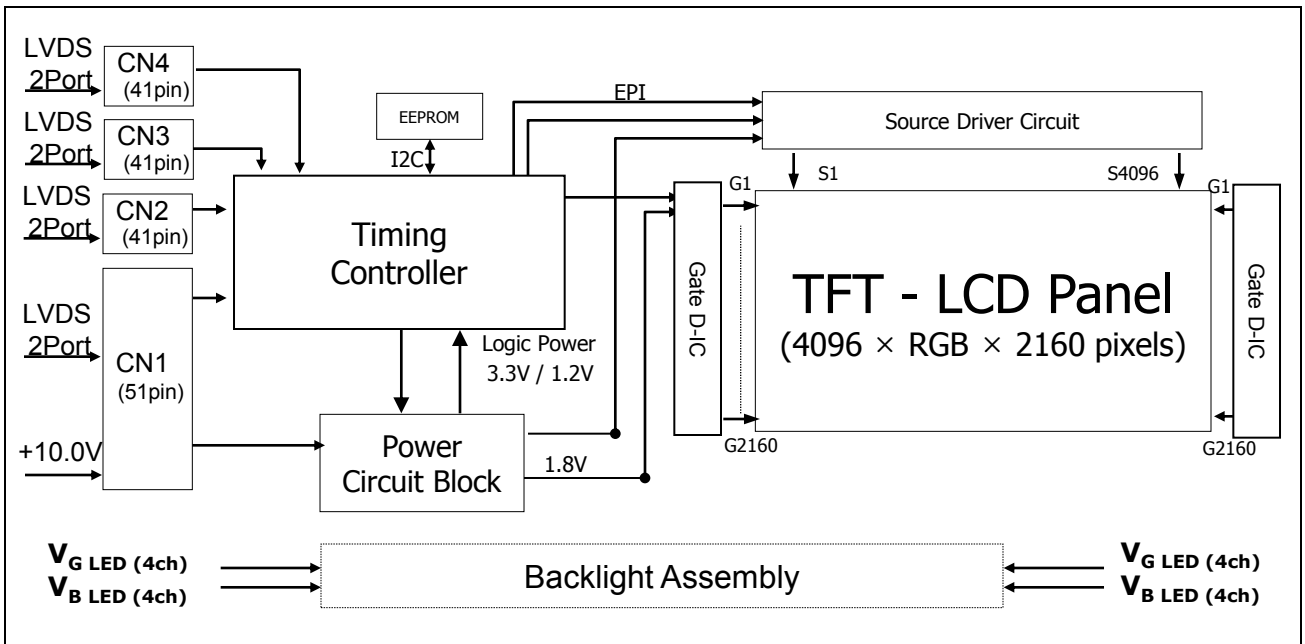 LVDS
2Port
CN4
(41pin)
LVDS
2Port
CN3
(41pin)
LVDS
2Port
CN2
(41pin)
LVDS
2Port
CN1
(51pin)
+10.0V
EEPROM
I2C
EPI
Timing
Controller
Logic Power
3.3V / 1.2V
Power
Circuit Block
1.8V
Source Driver Circuit
S1
S4096
G1
Gate D-IC
G2160
TFT - LCD Panel
(4096 × RGB × 2160 pixels)
G1
Gate D-IC
G2160
VG LED (4ch)
VB LED (4ch)
Backlight Assembly
VG LED (4ch)
VB LED (4ch)